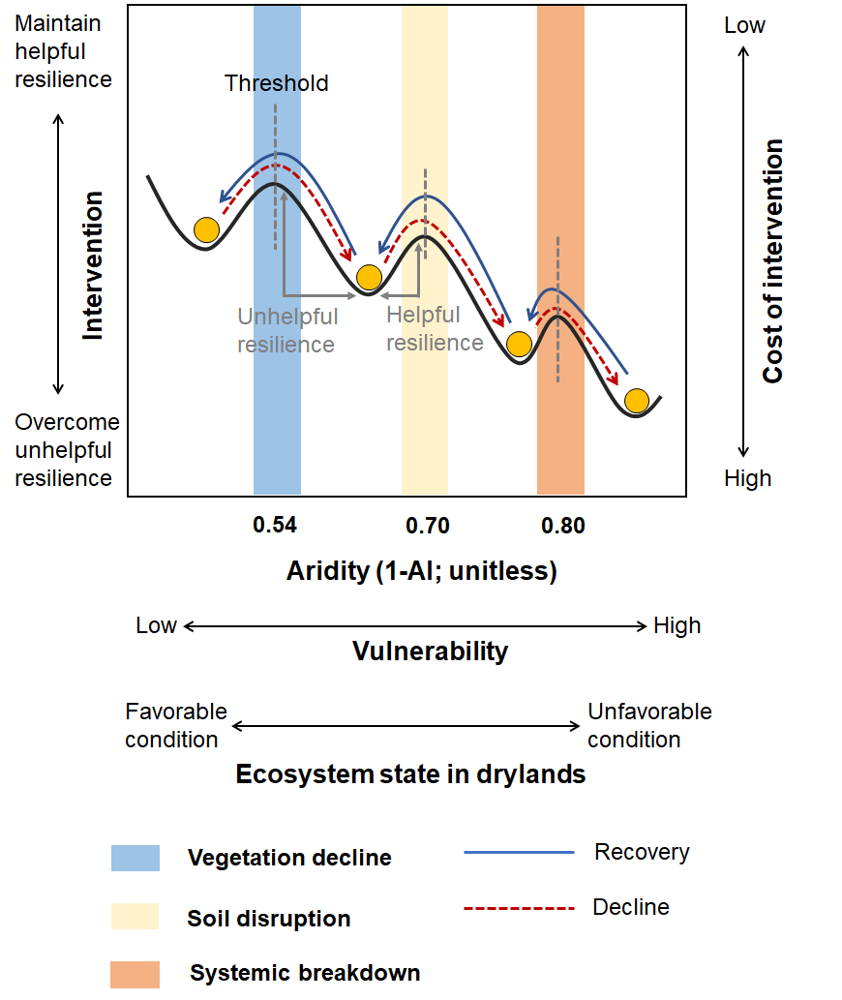 Maintain
helpful
resilience
Low
Threshold
Intervention
Cost of intervention
Unhelpful
resilience
Helpful
resilience
Overcome
unhelpful
resilience
High
0.54
0.70
0.80
Aridity (1-AI; unitless)
Low
High
Vulnerability
Favorable
condition
Unfavorable
condition
Ecosystem state in drylands
Vegetation decline
Recovery
Soil disruption
Decline
Systemic breakdown